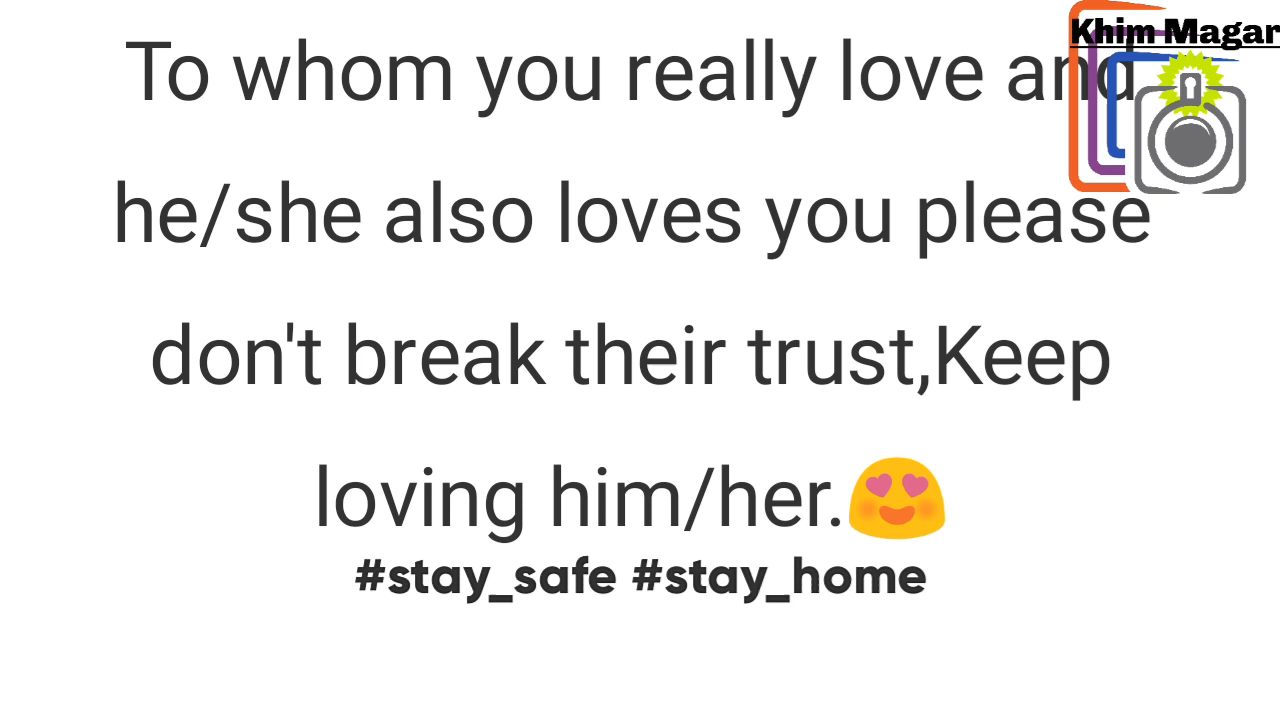 Khim Magar
To whom you really love and
he/she also loves you please
don't break their trust,Keep
loving him/her.😍
#stay_safe #stay_home